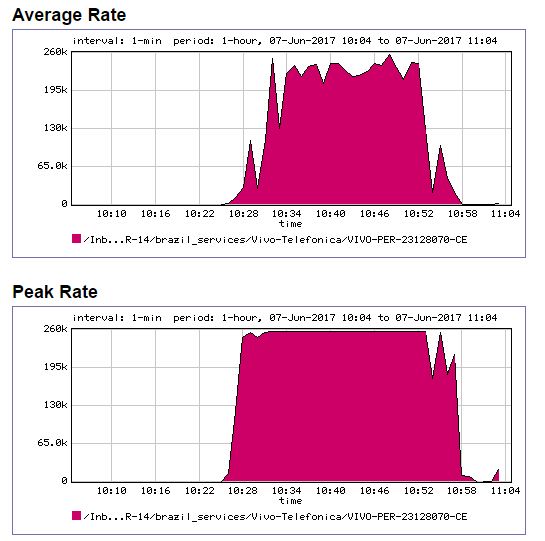 Average Rate
interval: 1-min period: 1-hour, 07-Jun-2017 10:04 to 07-Jun-2017 11:04
260k
195k
130k
65.0k
0
10:10 10:16 10:22 10:28 10:34 10:40 10:46 10:52 10:58 11:04
time
/Inb...R-14/brazil_services/Vivo-Telefonica/VIVO-PER-23128070-CE
Peak Rate
interval: 1-min period: 1-hour, 07-Jun-2017 10:04 to 07-Jun-2017 11:04
260k
195k
130k
65.0k
0
10:10 10:16 10:22 10:28 10:34 10:40 10:46 10:52 10:58 11:04
time
/Inb...R-14/brazil_services/Vivo-Telefonica/VIVO-PER-23128070-CE